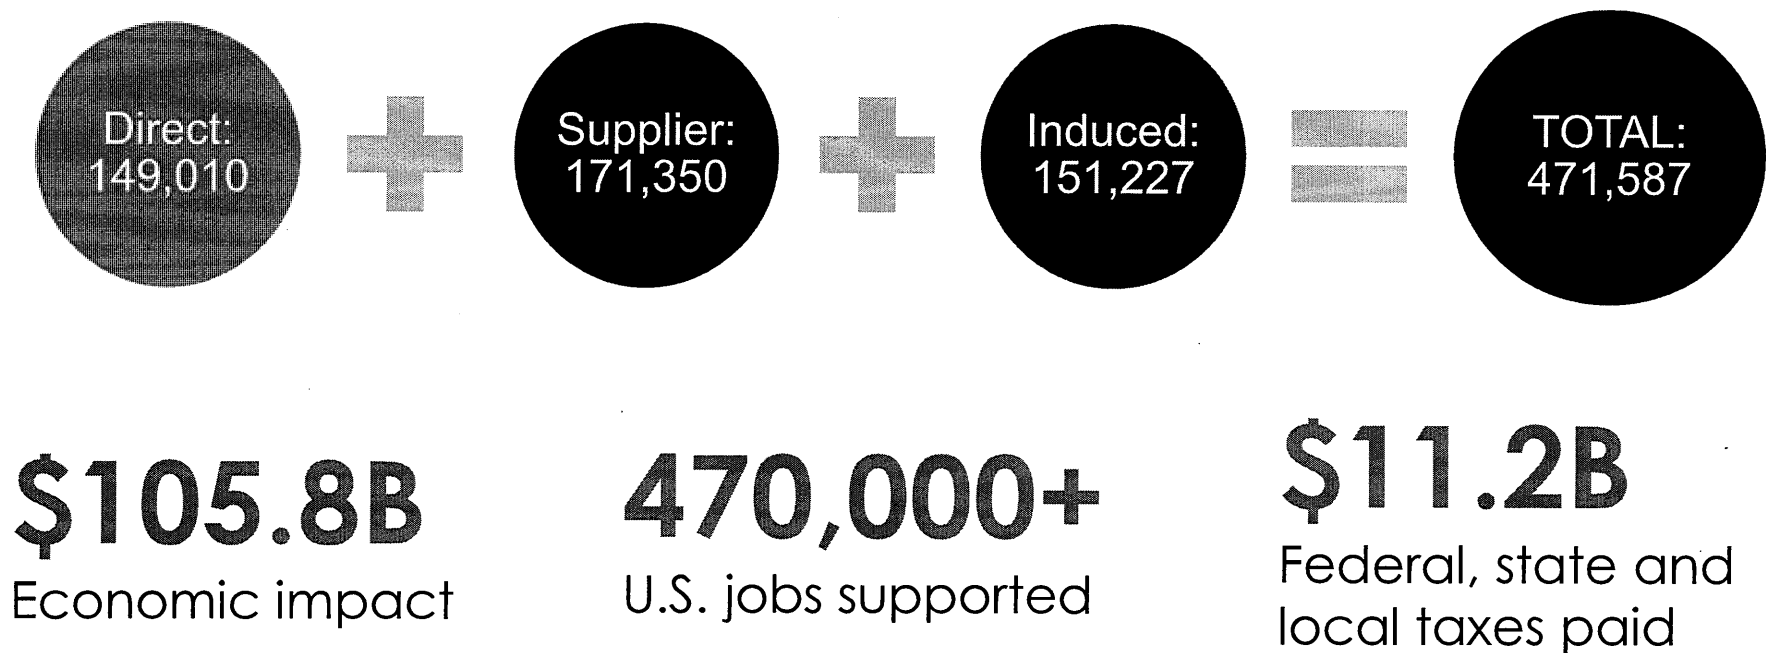 Direct:
149,010
Supplier:
171,350
Induced:
151,227
TOTAL:
471,587
$105.8B
Economic impact
470,000+
U.S. jobs supported
$11.2B
Federal, state and
local taxes paid